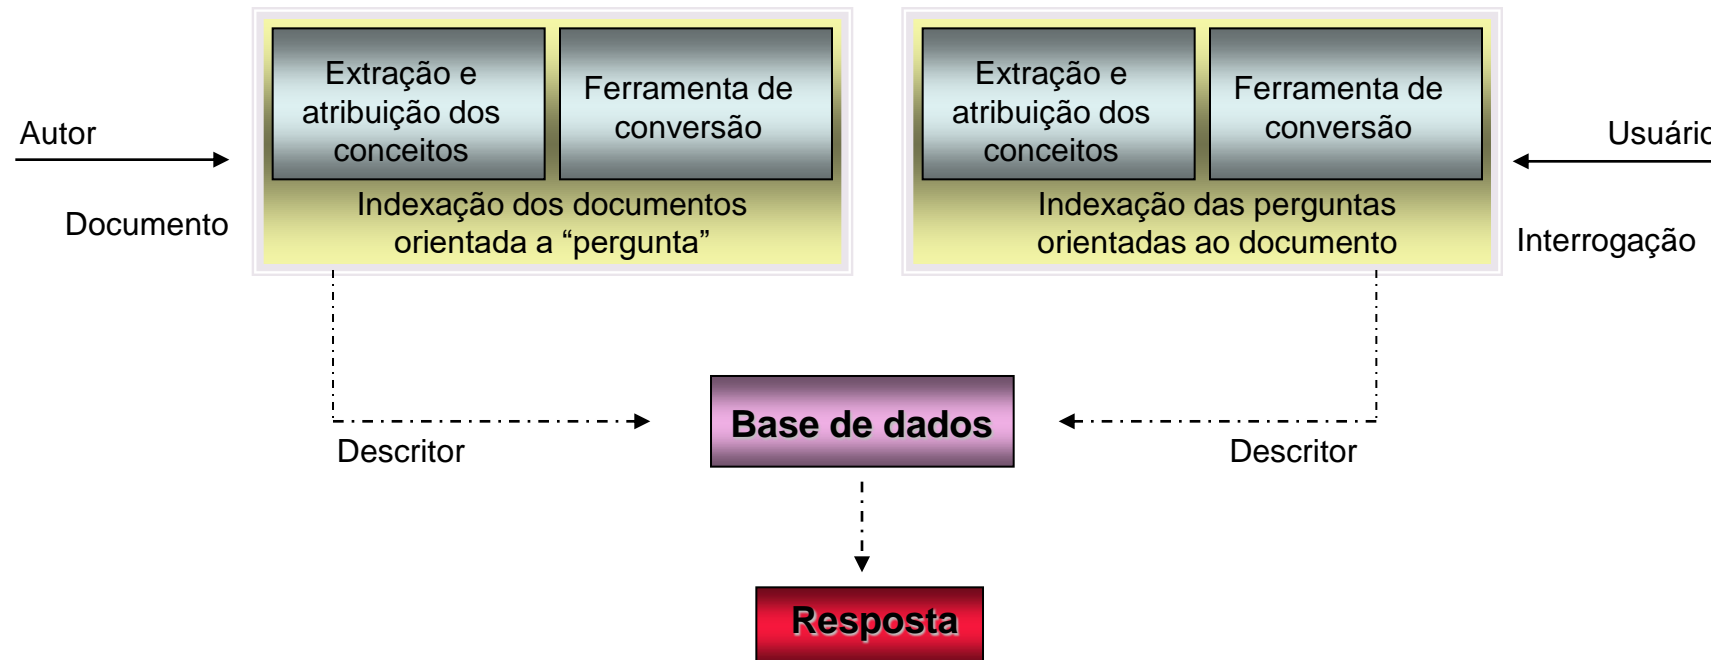 Autor
Documento
Extração e
atribuição dos
conceitos
Ferramenta de
conversão
Indexação dos documentos
orientada a “pergunta”
Extração e
atribuição dos
conceitos
Ferramenta de
conversão
Indexação das perguntas
orientadas ao documento
Usuário
Interrogação
Descritor
Base de dados
Descritor
Resposta